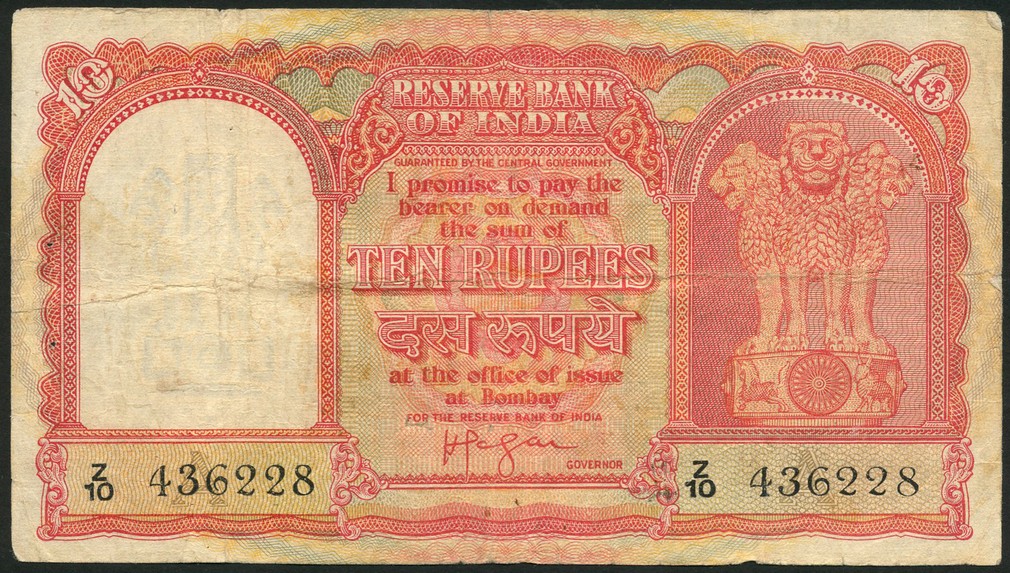 10
10
RESERVE BANK
OF INDIA
GUARANTEED BY THE CENTRAL GOVERNMENT
I promise to pay the
bearer on demand
the sum of
TEN RUPEES
दस रूपये
at the office of issue
at Bombay
FOR THE RESERVE BANK OF INDIA
GOVERNOR
Z/10 436228
Z/10 436228